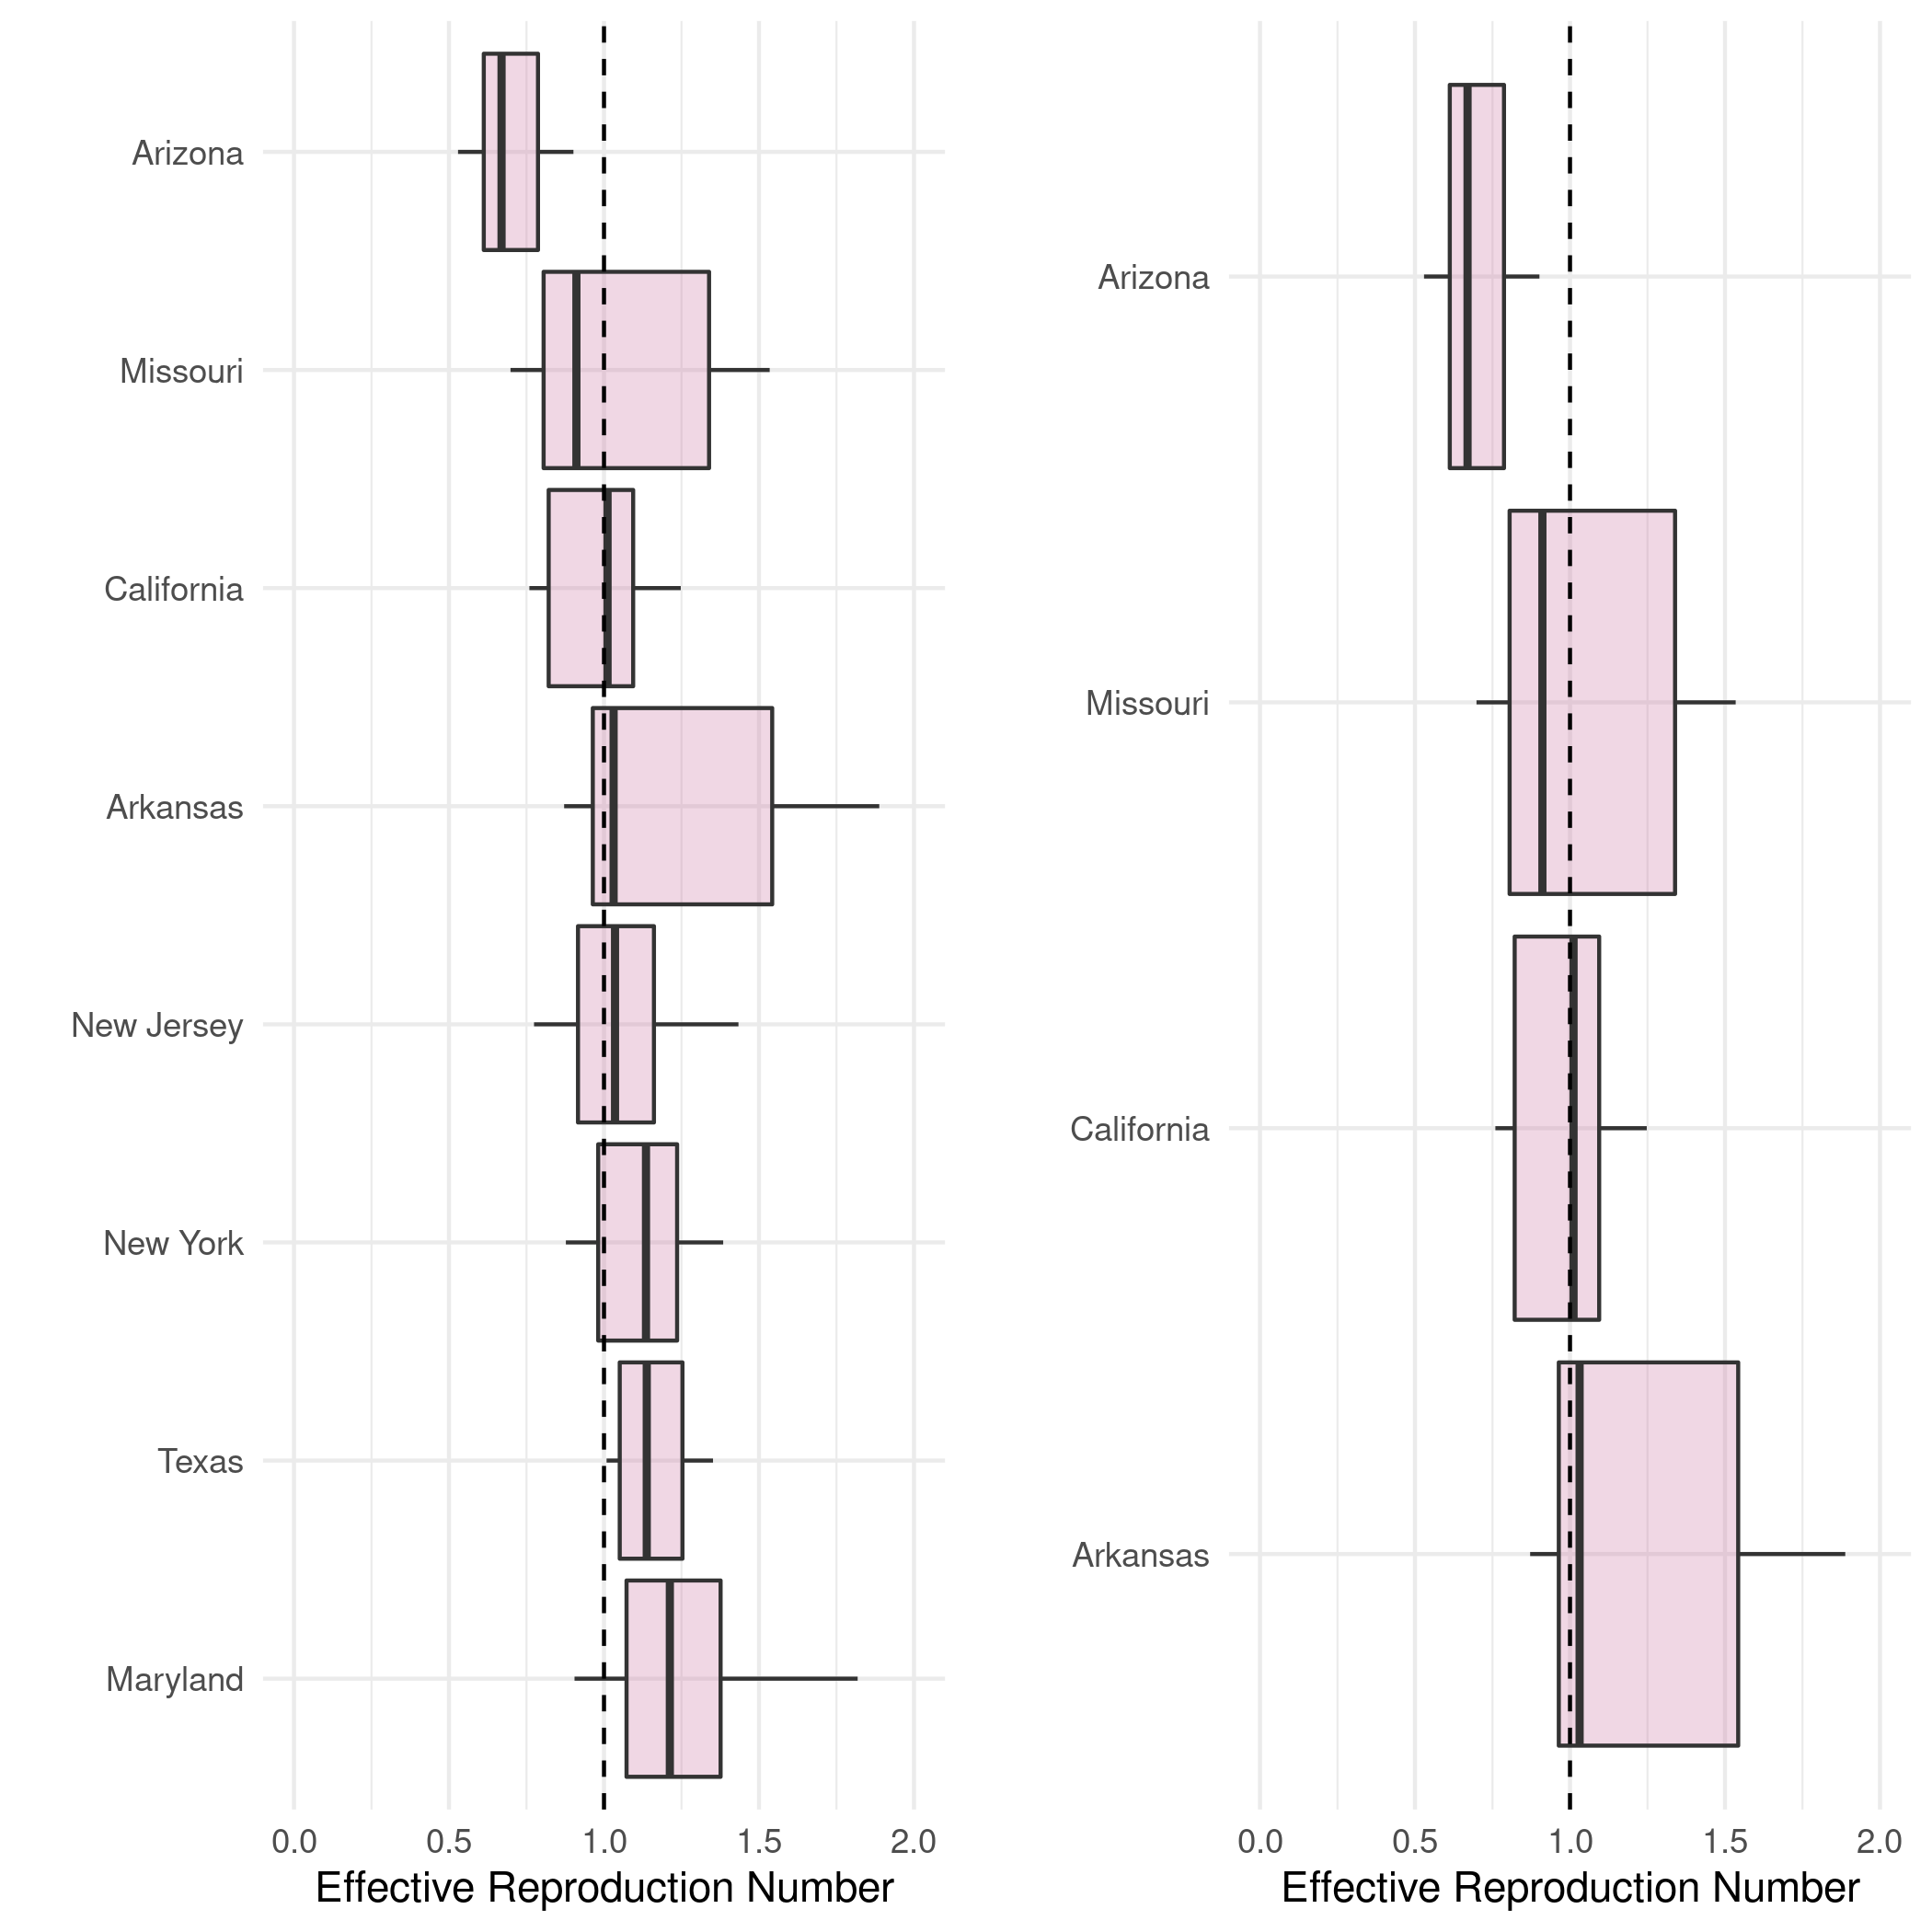 Arizona
Missouri
California
Arkansas
New Jersey
New York
Texas
Maryland
0.0 0.5 1.0 1.5 2.0
Effective Reproduction Number
Arizona
Missouri
California
Arkansas
0.0 0.5 1.0 1.5 2.0
Effective Reproduction Number